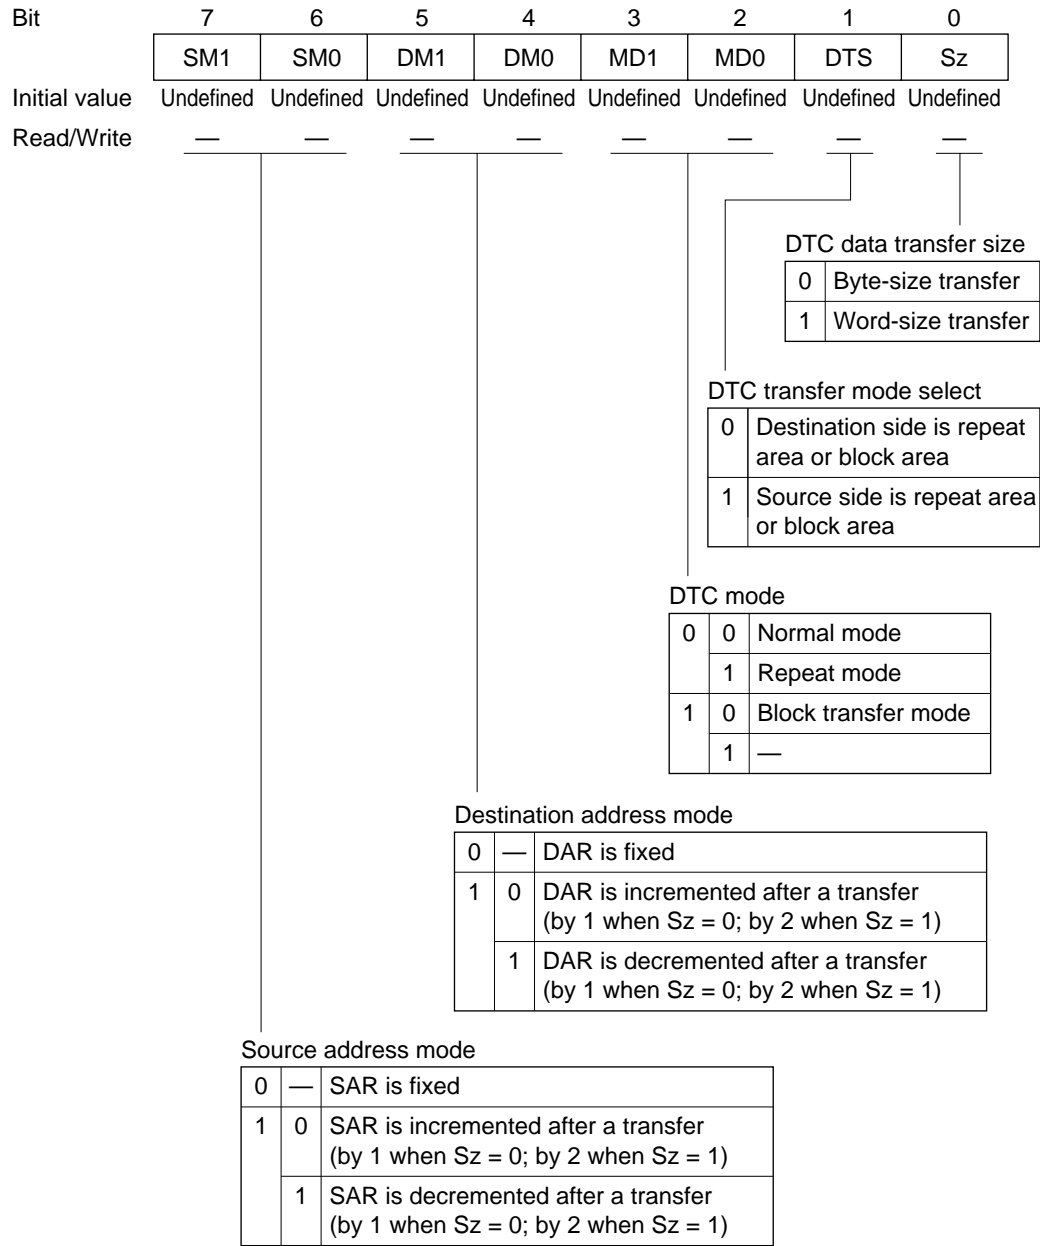 Bit 7 6 5 4 3 2 1 0
SM1 SM0 DM1 DM0 MD1 MD0 DTS Sz
Initial value Undefined Undefined Undefined Undefined Undefined Undefined Undefined Undefined
Read/Write — — — — — — — —
DTC data transfer size
0 Byte-size transfer
1 Word-size transfer
DTC transfer mode select
0 Destination side is repeat
area or block area
1 Source side is repeat area
or block area
DTC mode
0 0 Normal mode
1 Repeat mode
1 0 Block transfer mode
1 —
Destination address mode
0 — DAR is fixed
1 0 DAR is incremented after a transfer
(by 1 when Sz = 0; by 2 when Sz = 1)
1 DAR is decremented after a transfer
(by 1 when Sz = 0; by 2 when Sz = 1)
Source address mode
0 — SAR is fixed
1 0 SAR is incremented after a transfer
(by 1 when Sz = 0; by 2 when Sz = 1)
1 SAR is decremented after a transfer
(by 1 when Sz = 0; by 2 when Sz = 1)